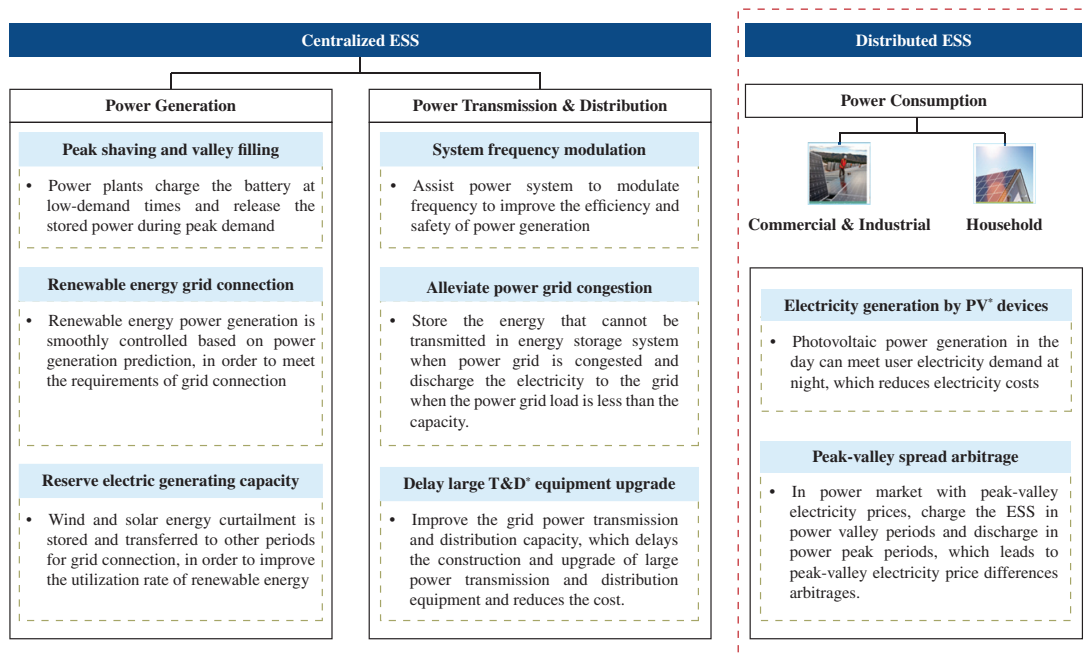 Centralized ESS
Power Generation
Peak shaving and valley filling
• Power plants charge the battery at
low-demand times and release the
stored power during peak demand
Renewable energy grid connection
• Renewable energy power generation is
smoothly controlled based on power
generation prediction, in order to meet
the requirements of grid connection
Reserve electric generating capacity
• Wind and solar energy curtailment is
stored and transferred to other periods
for grid connection, in order to improve
the utilization rate of renewable energy
Power Transmission & Distribution
System frequency modulation
• Assist power system to modulate
frequency to improve the efficiency and
safety of power generation
Alleviate power grid congestion
• Store the energy that cannot be
transmitted in energy storage system
when power grid is congested and
discharge the electricity to the grid
when the power grid load is less than the
capacity.
Delay large T&D* equipment upgrade
• Improve the grid power transmission
and distribution capacity, which delays
the construction and upgrade of large
power transmission and distribution
equipment and reduces the cost.
Distributed ESS
Power Consumption
Commercial & Industrial
Household
Electricity generation by PV* devices
• Photovoltaic power generation in the
day can meet user electricity demand at
night, which reduces electricity costs
Peak-valley spread arbitrage
• In power market with peak-valley
electricity prices, charge the ESS in
power valley periods and discharge in
power peak periods, which leads to
peak-valley electricity price differences
arbitrages.